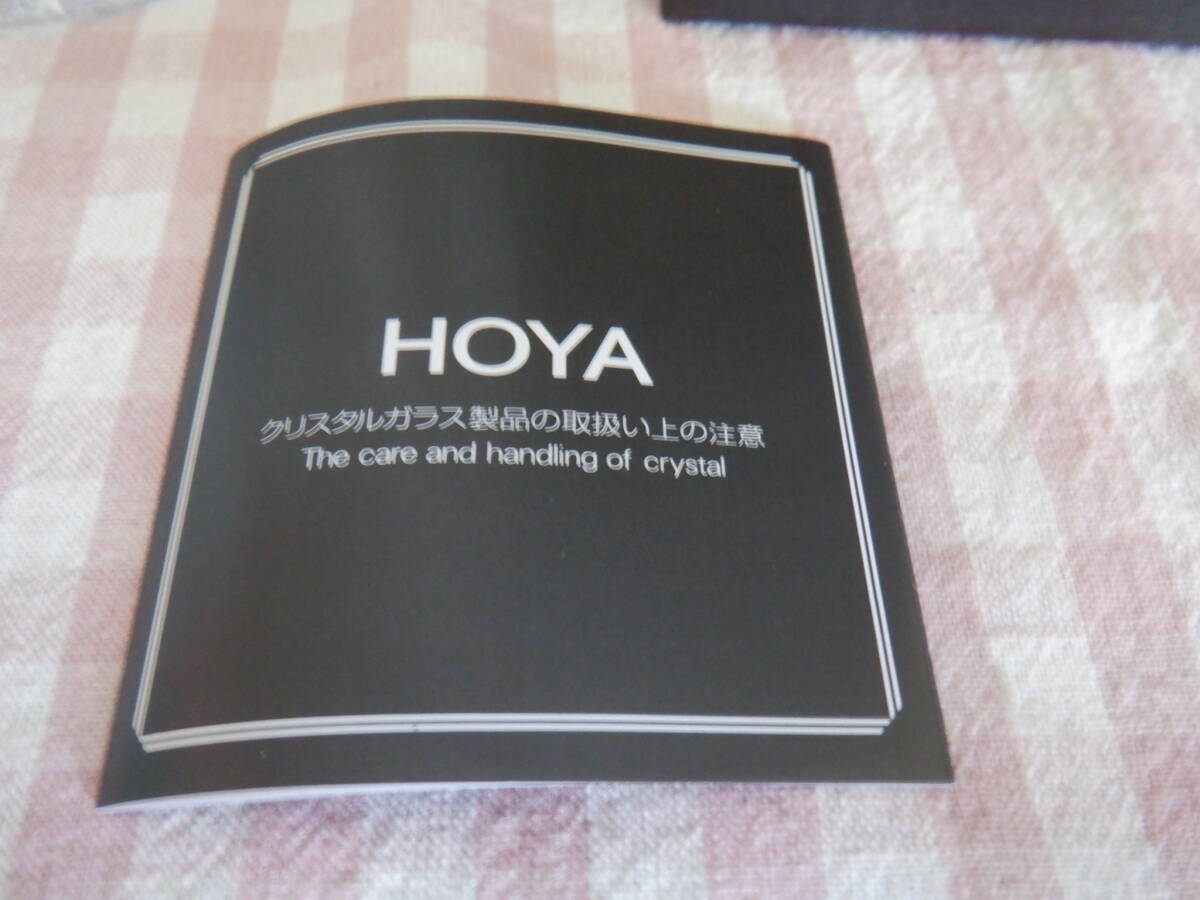 HOYA
クリスタルガラス製品の取扱い上の注意
The care and handling of crystal